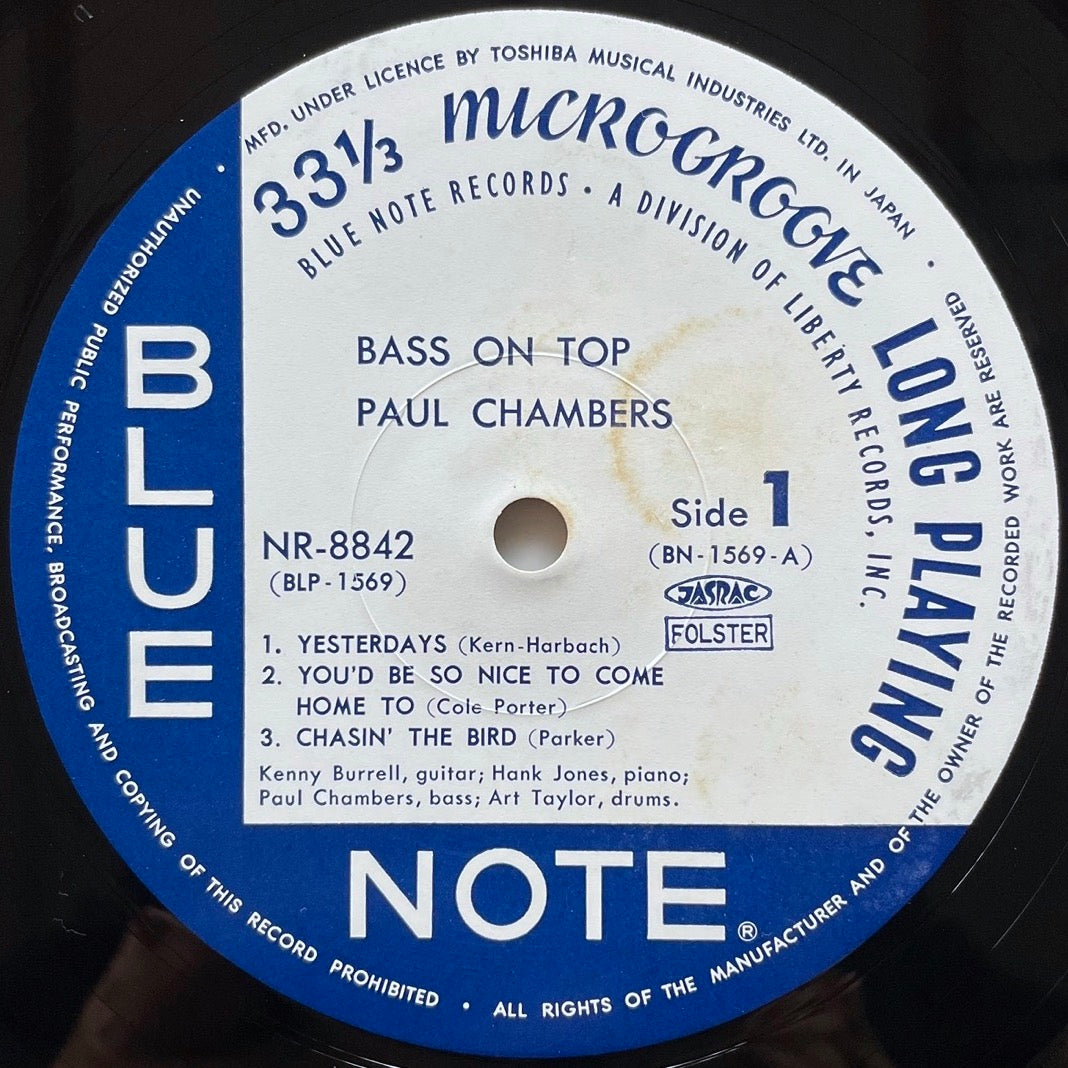 MFD. UNDER LICENCE BY TOSHIBA MUSICAL INDUSTRIES LTD. IN JAPAN •
33⅓ MICROGROOVE LONG PLAYING
BLUE NOTE RECORDS • A DIVISION OF LIBERTY RECORDS, INC.
BASS ON TOP
PAUL CHAMBERS
Side 1
NR-8842
(BN-1569-A)
(BLP-1569)
JASRAC
FOLSTER
1. YESTERDAYS (Kern-Harbach)
2. YOU'D BE SO NICE TO COME
HOME TO (Cole Porter)
3. CHASIN' THE BIRD (Parker)
Kenny Burrell, guitar; Hank Jones, piano;
Paul Chambers, bass; Art Taylor, drums.
BLUE
NOTE®
• UNAUTHORIZED PUBLIC PERFORMANCE, BROADCASTING AND COPYING OF THIS RECORD PROHIBITED • ALL RIGHTS OF THE MANUFACTURER AND OF THE OWNER OF THE RECORDED WORK ARE RESERVED